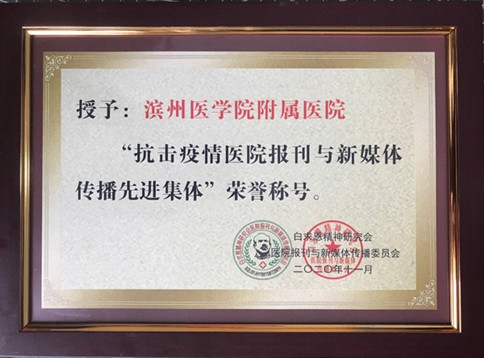 授予：滨州医学院附属医院
“抗击疫情医院报刊与新媒体
传播先进集体”荣誉称号。
白求恩精神研究会
医院报刊与新媒体传播委员会
二〇二〇年十一月